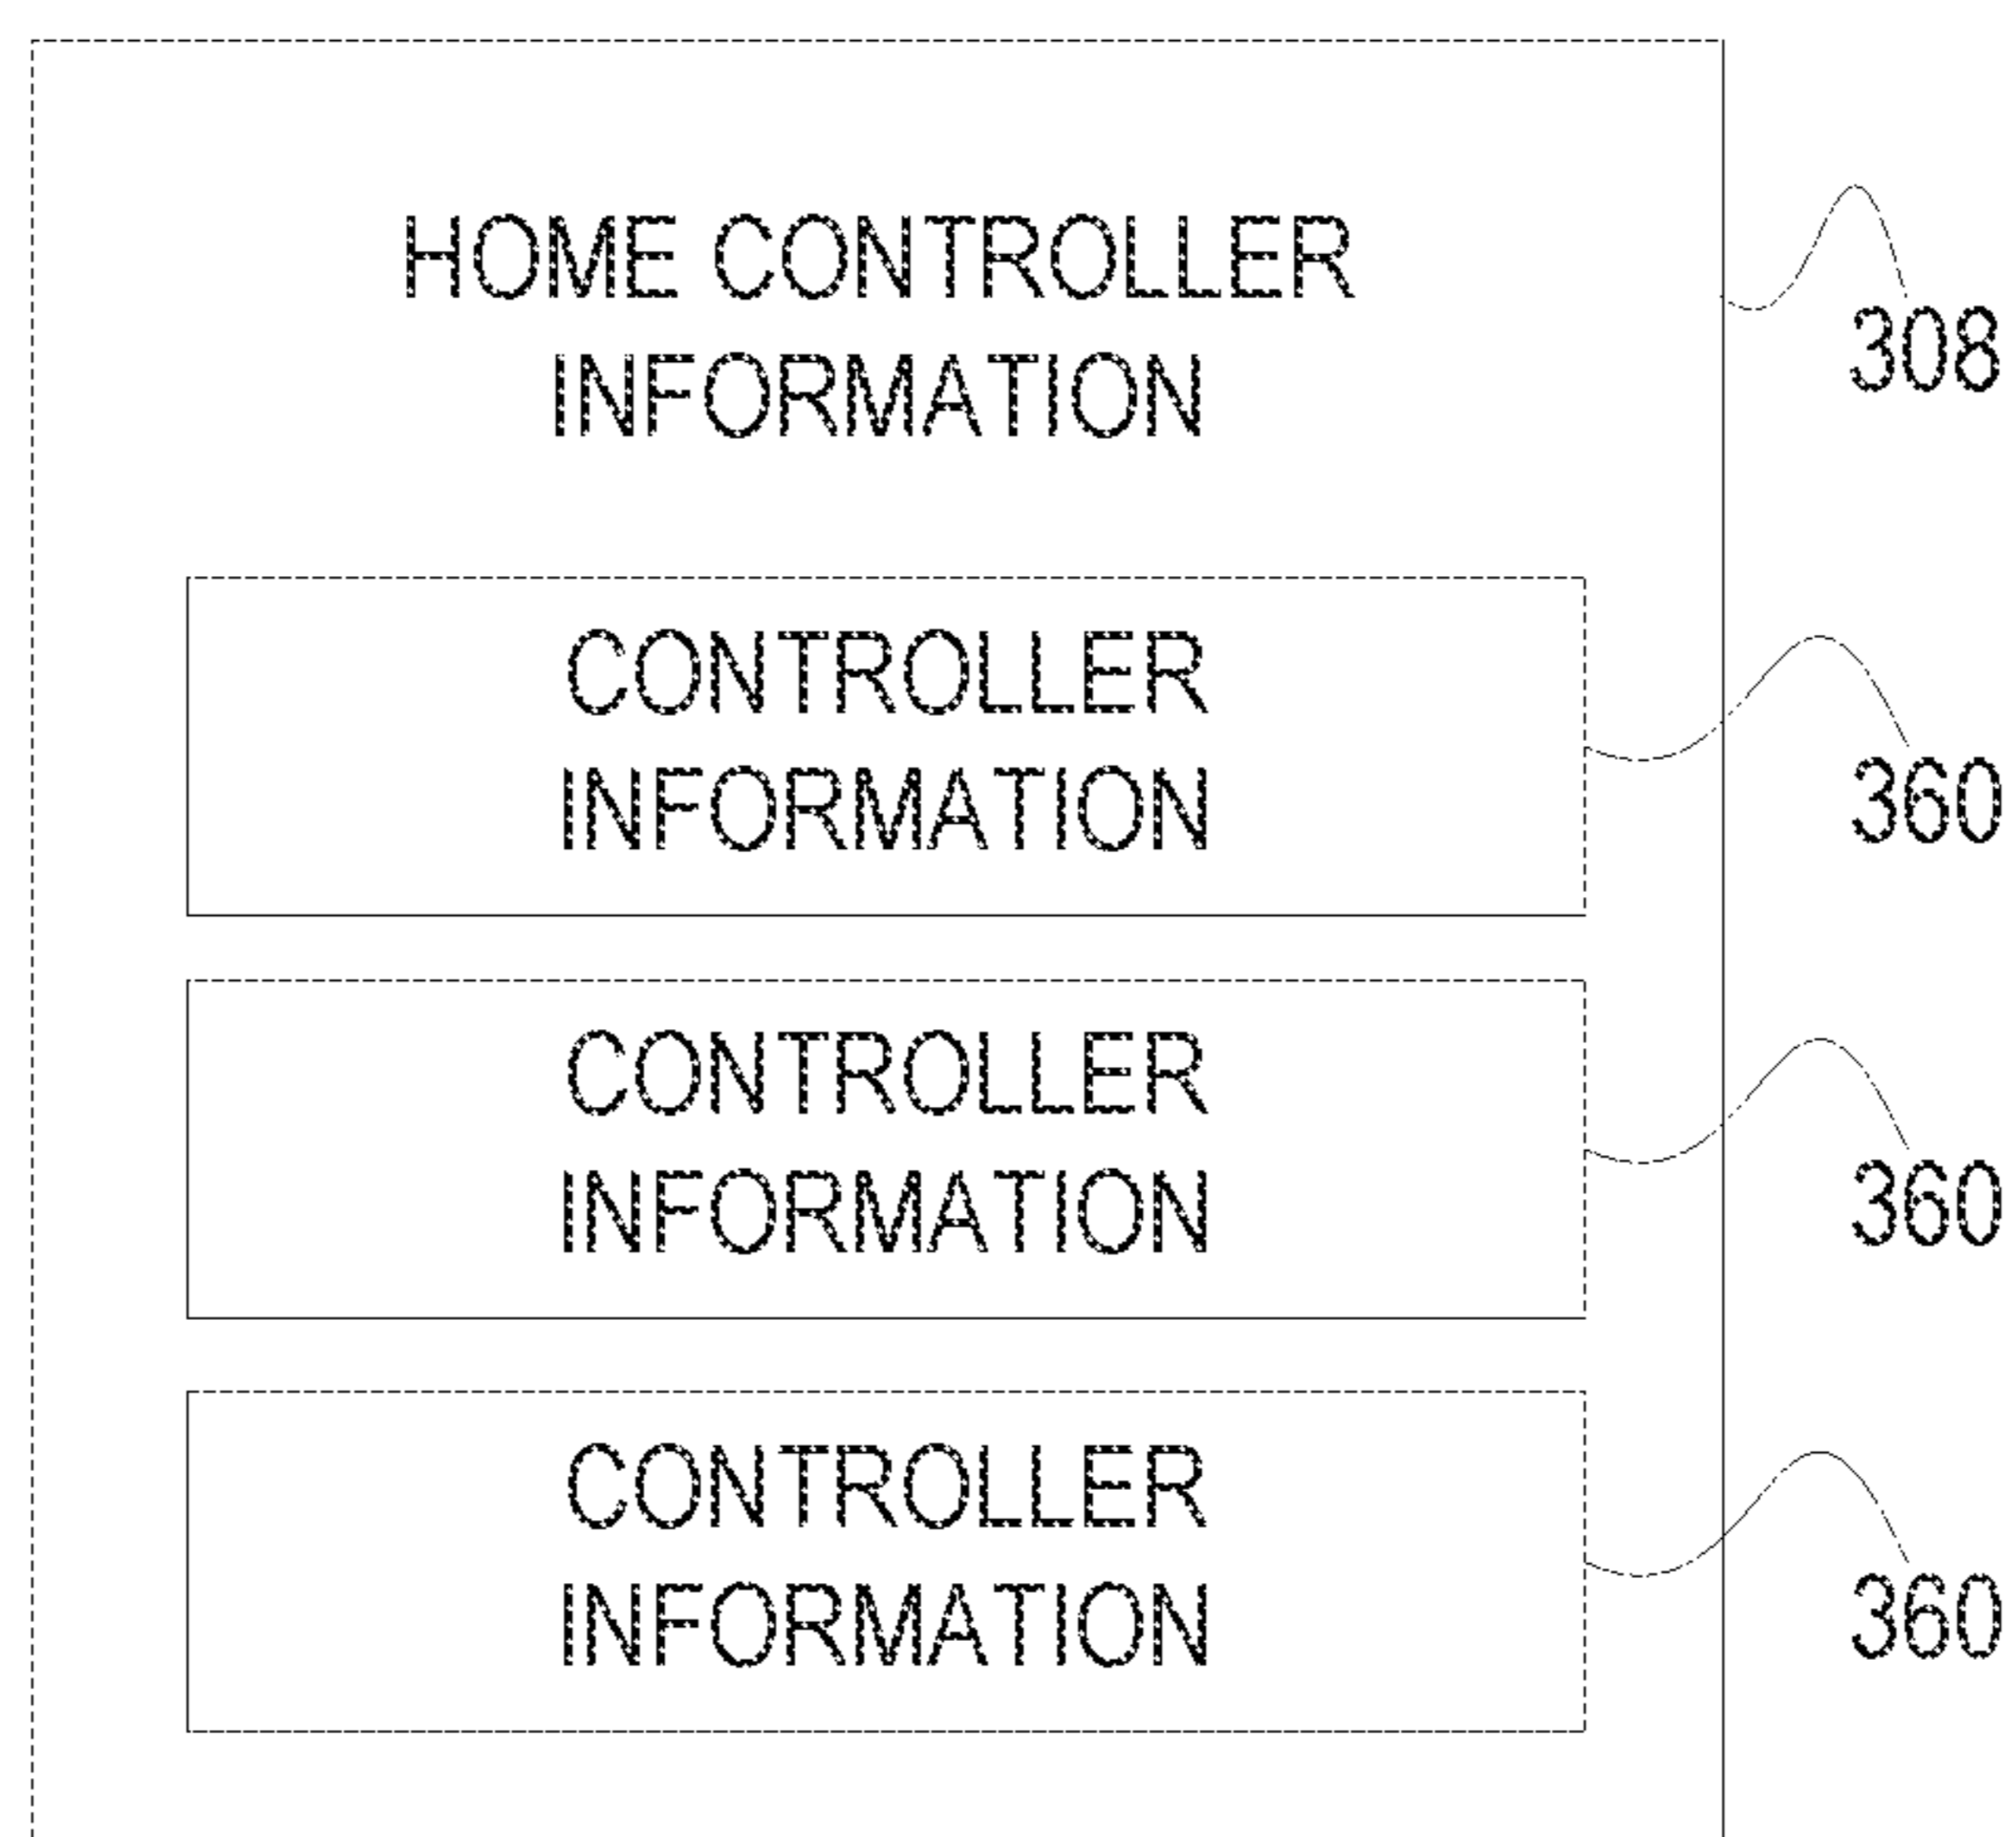 HOME CONTROLLER
INFORMATION
308
CONTROLLER
INFORMATION
360
CONTROLLER
INFORMATION
360
CONTROLLER
INFORMATION
360